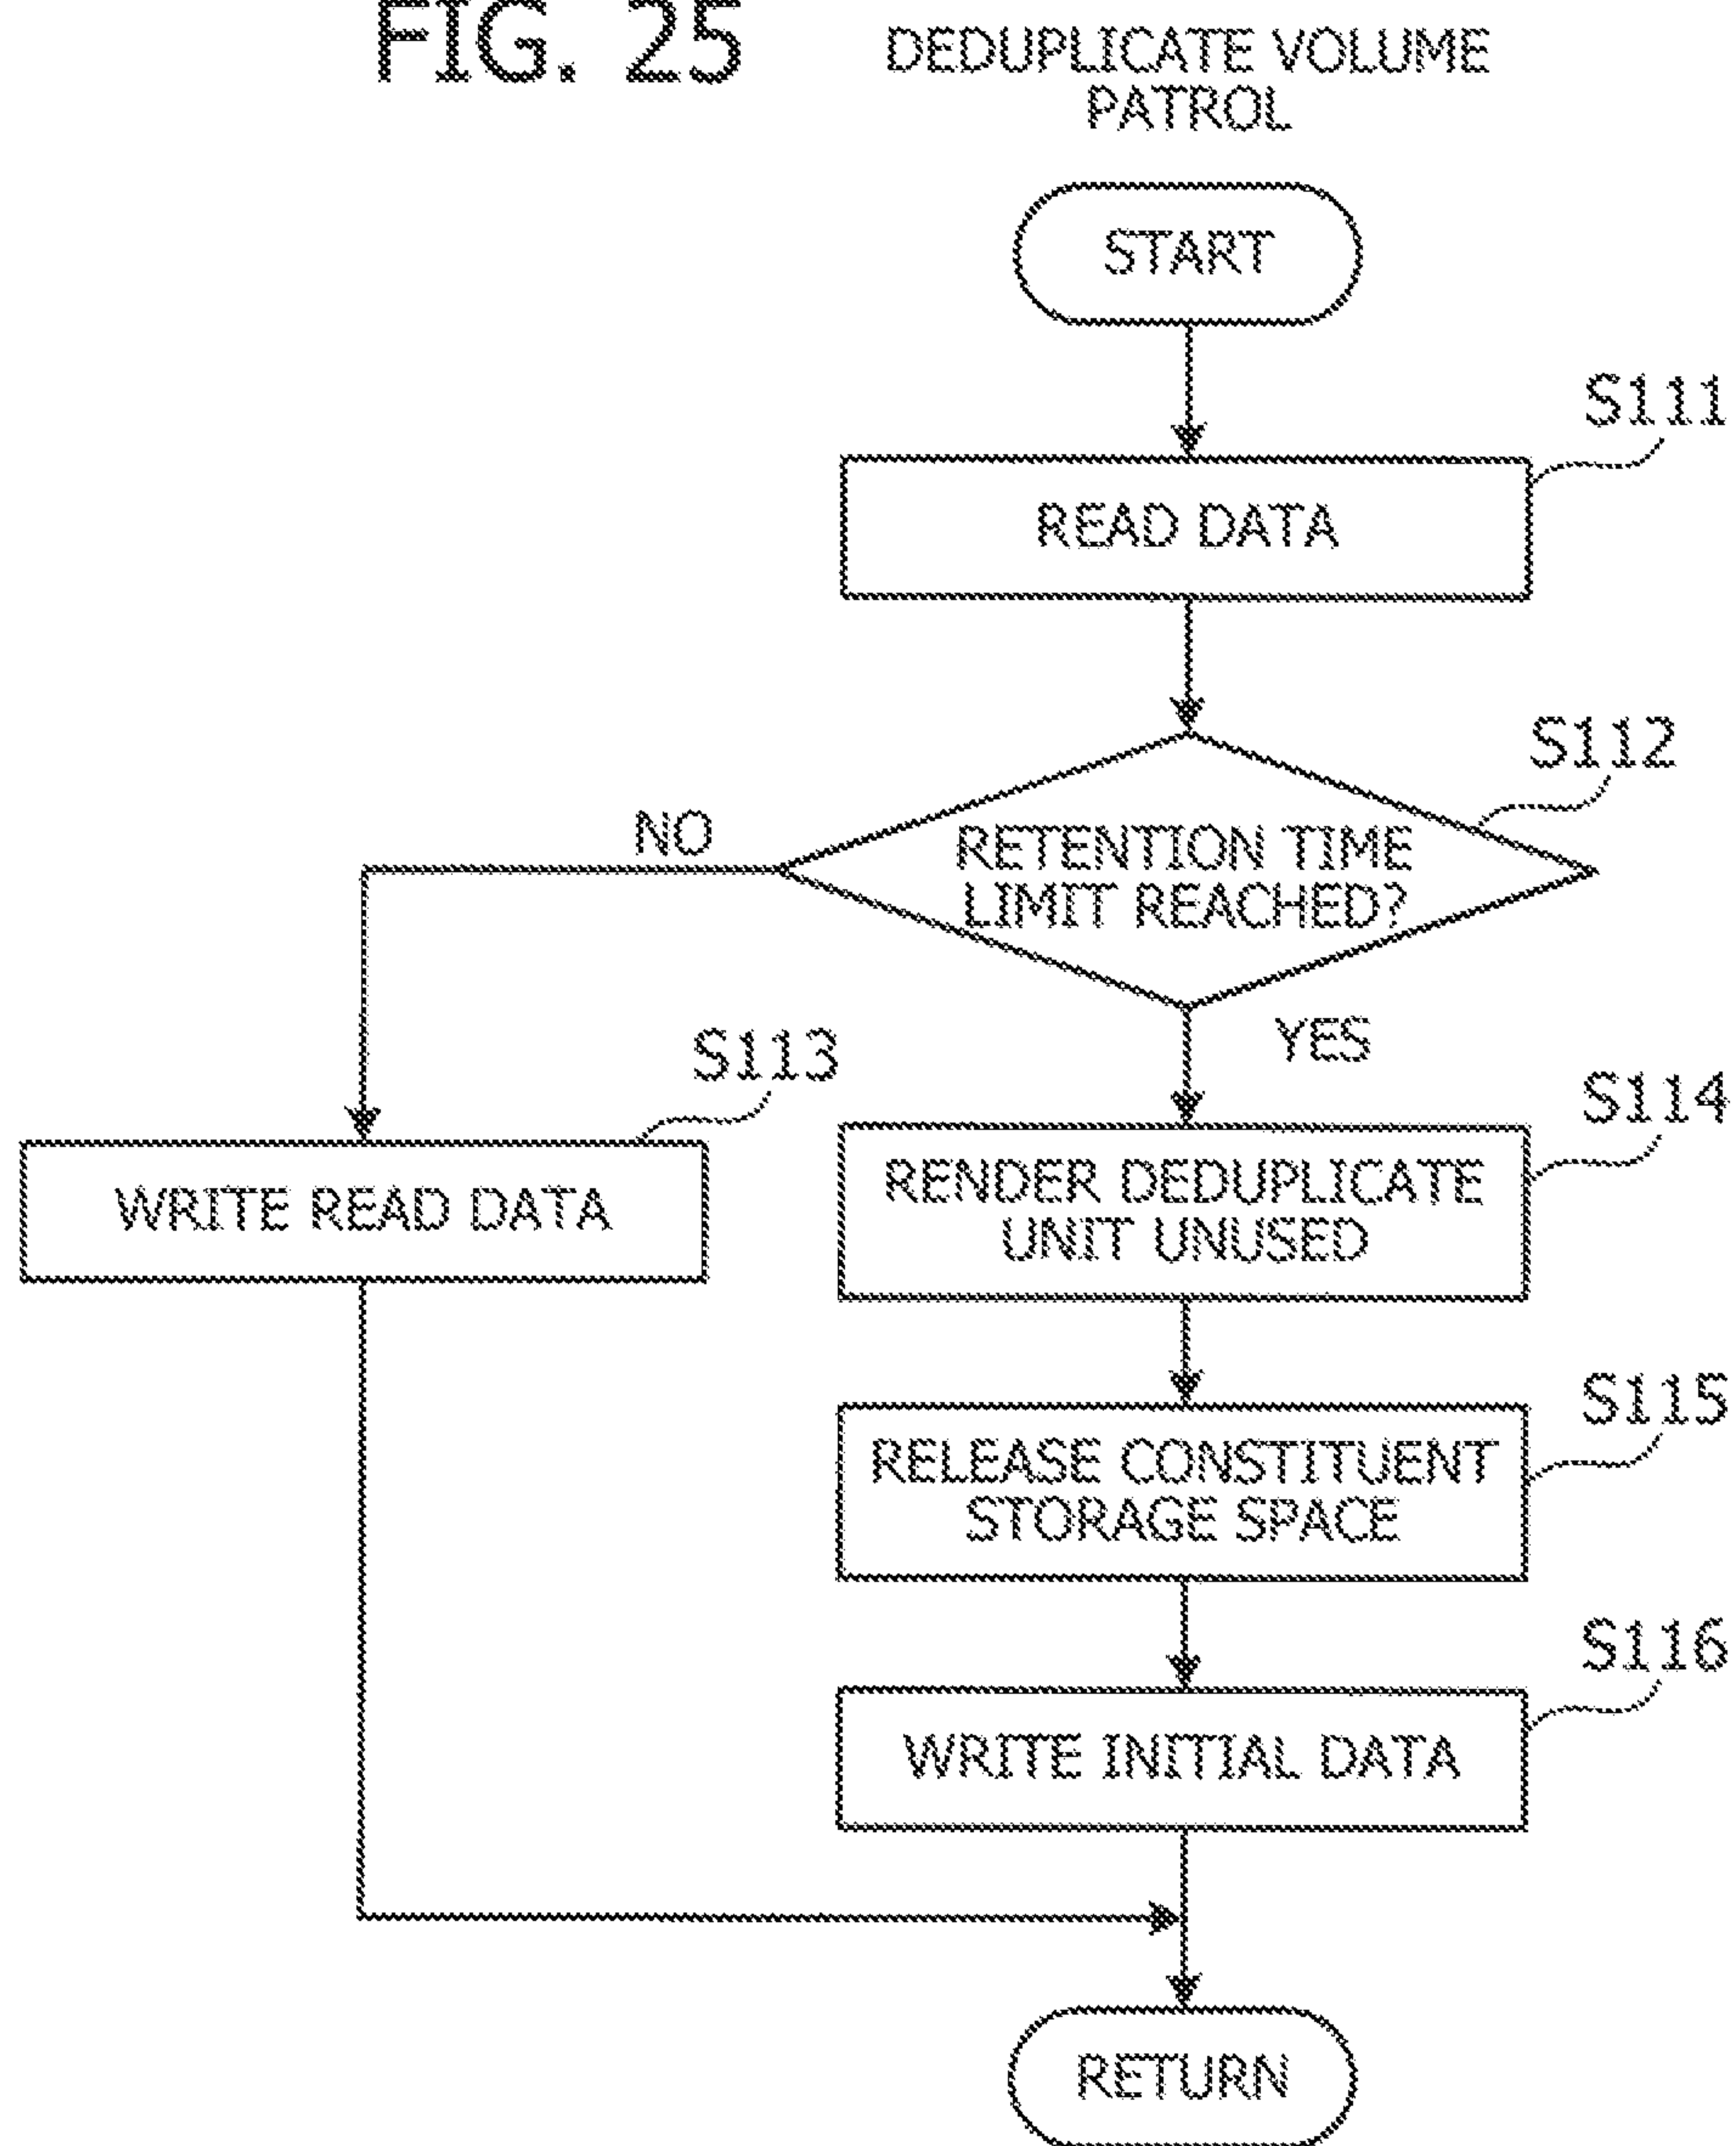 FIG. 25
DEDUPLICATE VOLUME
PATROL
START
S111
READ DATA
S112
NO
RETENTION TIME
LIMIT REACHED?
YES
S113
WRITE READ DATA
S114
RENDER DEDUPLICATE
UNIT UNUSED
S115
RELEASE CONSTITUENT
STORAGE SPACE
S116
WRITE INITIAL DATA
RETURN